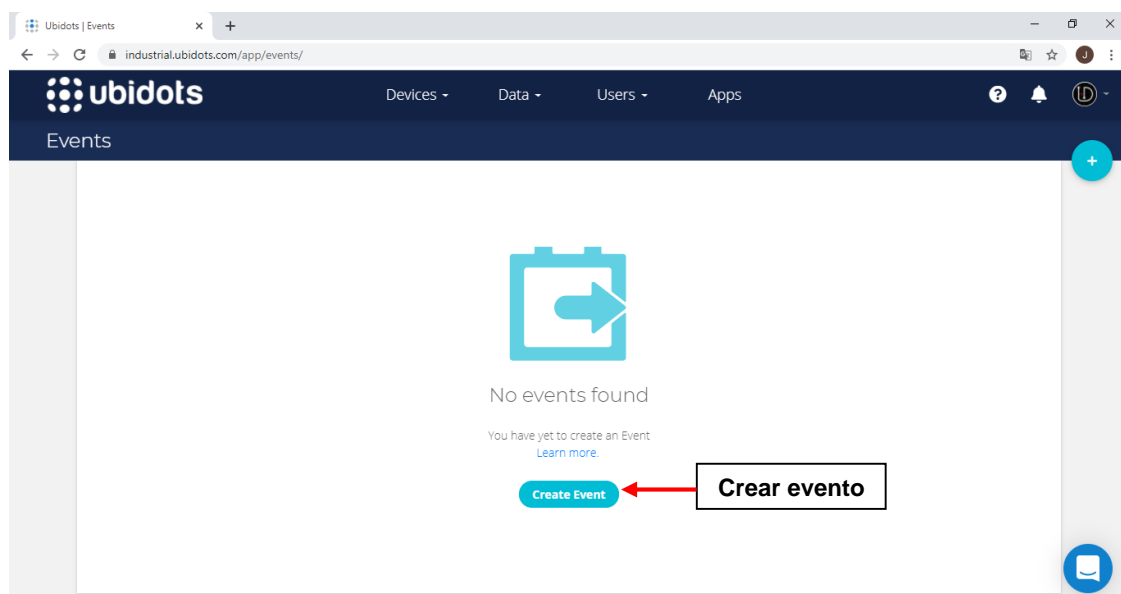 Ubidots | Events
industrial.ubidots.com/app/events/
J
ubidots
Devices
Data
Users
Apps
Events
No events found
You have yet to create an Event
Learn more.
Create Event
Crear evento